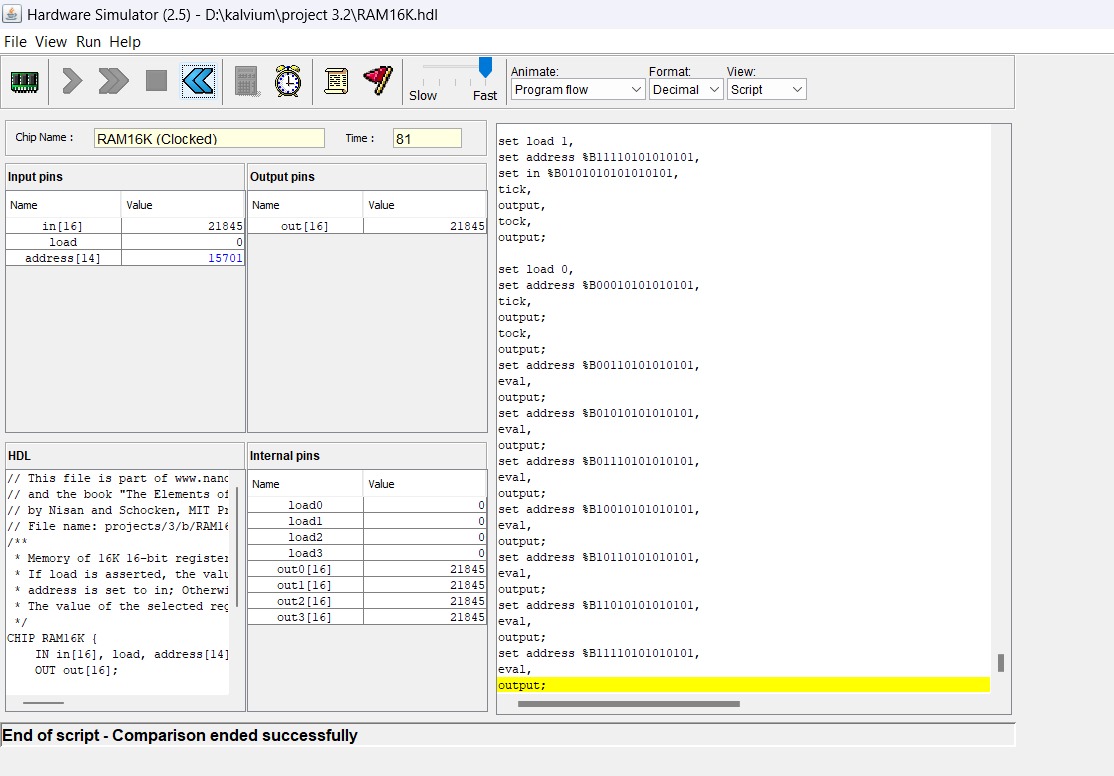 Hardware Simulator (2.5) - D:\kalvium\project 3.2\RAM16K.hdl
File View Run Help
Slow Fast
Animate: Format: View:
Program flow Decimal Script
Chip Name : RAM16K (Clocked) Time : 81
Input pins
Name Value
in[16] 21845
load 0
address[14] 15701
Output pins
Name Value
out[16] 21845
HDL
// This file is part of www.nand
// and the book "The Elements of
// by Nisan and Schocken, MIT Pr
// File name: projects/3/b/RAM16
/**
* Memory of 16K 16-bit register
* If load is asserted, the valu
* address is set to in; Otherwi
* The value of the selected reg
*/
CHIP RAM16K {
IN in[16], load, address[14]
OUT out[16];
Internal pins
Name Value
load0 0
load1 0
load2 0
load3 0
out0[16] 21845
out1[16] 21845
out2[16] 21845
out3[16] 21845
set load 1,
set address %B11110101010101,
set in %B0101010101010101,
tick,
output,
tock,
output;
set load 0,
set address %B00010101010101,
tick,
output;
tock,
output;
set address %B00110101010101,
eval,
output;
set address %B01010101010101,
eval,
output;
set address %B01110101010101,
eval,
output;
set address %B10010101010101,
eval,
output;
set address %B10110101010101,
eval,
output;
set address %B11010101010101,
eval,
output;
set address %B11110101010101,
eval,
output;
End of script - Comparison ended successfully